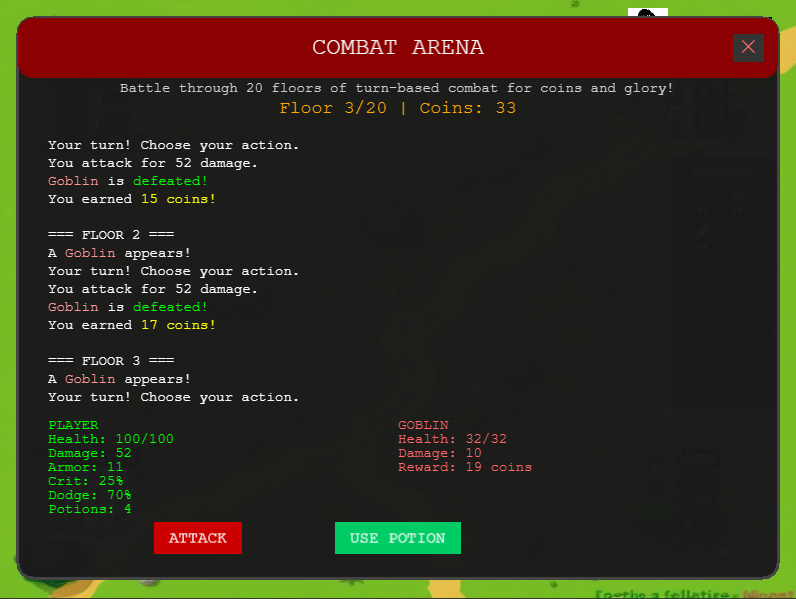 COMBAT ARENA
Battle through 20 floors of turn-based combat for coins and glory!
Floor 3/20 | Coins: 33
Your turn! Choose your action.
You attack for 52 damage.
Goblin is defeated!
You earned 15 coins!
=== FLOOR 2 ===
A Goblin appears!
Your turn! Choose your action.
You attack for 52 damage.
Goblin is defeated!
You earned 17 coins!
=== FLOOR 3 ===
A Goblin appears!
Your turn! Choose your action.
PLAYER
Health: 100/100
Damage: 52
Armor: 11
Crit: 25%
Dodge: 70%
Potions: 4
GOBLIN
Health: 32/32
Damage: 10
Reward: 19 coins
ATTACK
USE POTION